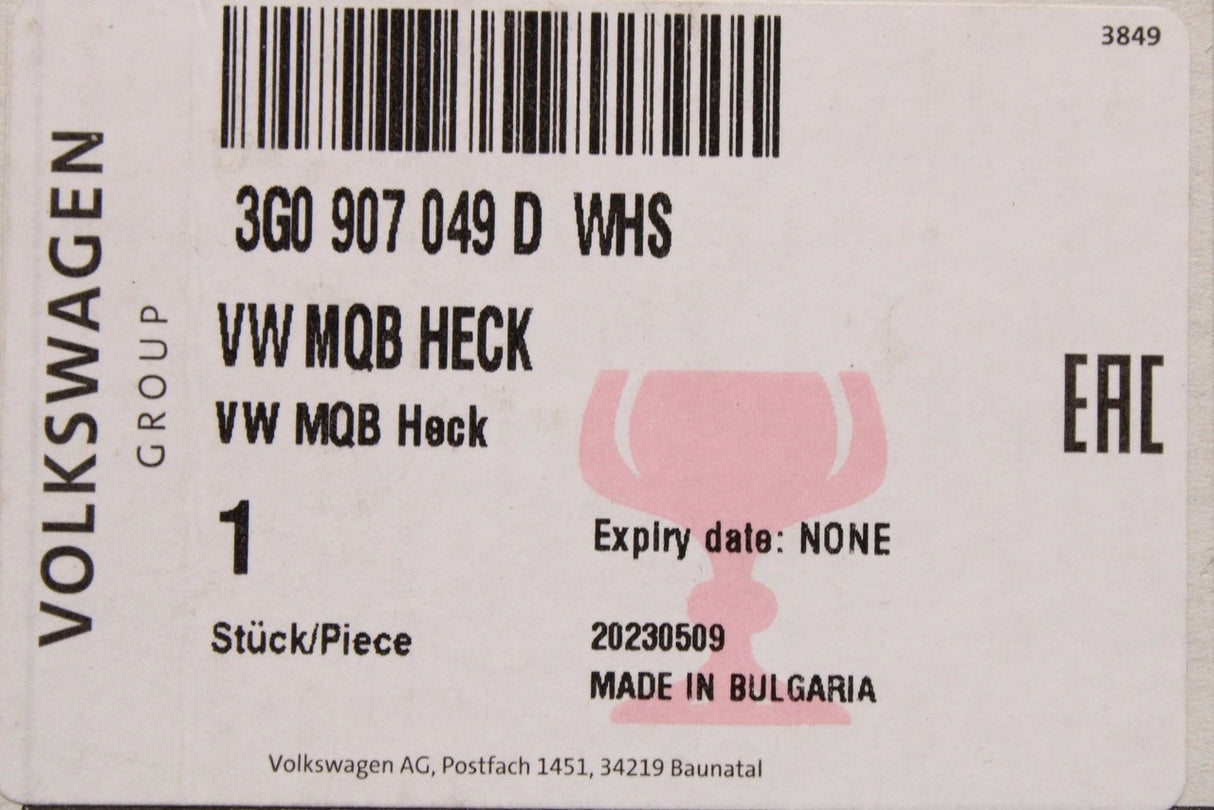 3849
VOLKSWAGEN
GROUP
3G0 907 049 D WHS
VW MQB HECK
VW MQB Heck
EAC
1
Expiry date: NONE
Stück/Piece
20230509
MADE IN BULGARIA
Volkswagen AG, Postfach 1451, 34219 Baunatal